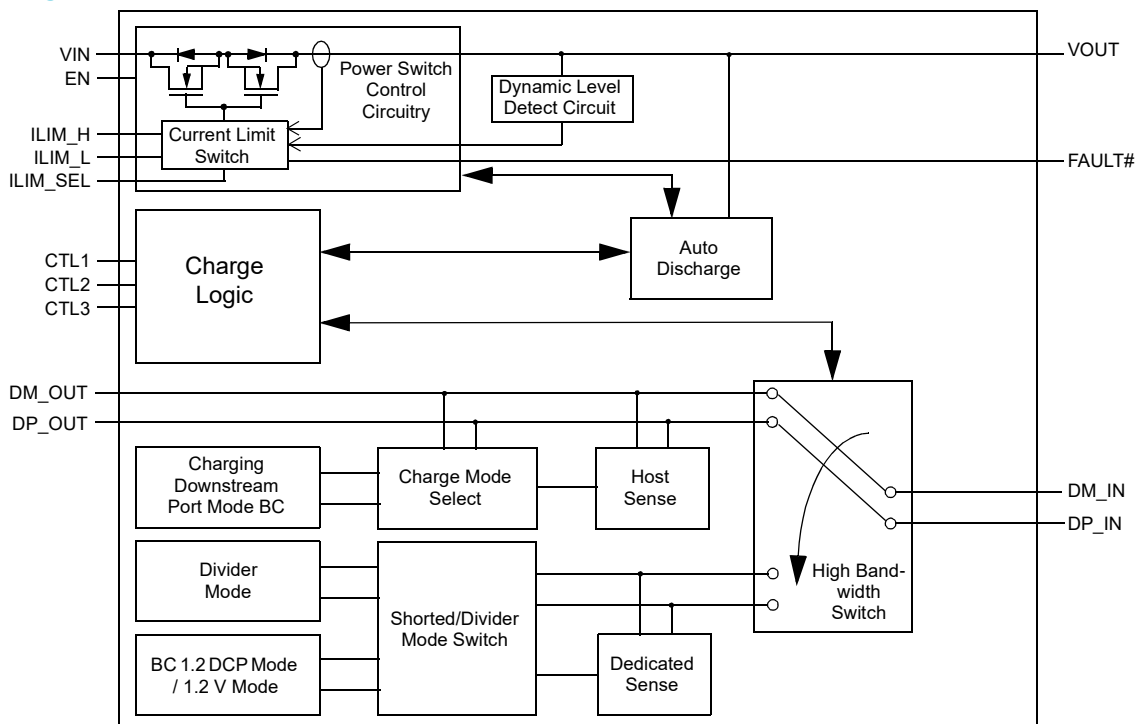 VIN
EN
ILIM_H
ILIM_L
ILIM_SEL
Power Switch
Control
Circuitry
Current Limit
Switch
Dynamic Level
Detect Circuit
VOUT
FAULT#
CTL1
CTL2
CTL3
Charge
Logic
Auto
Discharge
DM_OUT
DP_OUT
Charging
Downstream
Port Mode BC
Charge Mode
Select
Host
Sense
DM_IN
DP_IN
Divider
Mode
Shorted/Divider
Mode Switch
High Band-
width
Switch
BC 1.2 DCP Mode
/ 1.2 V Mode
Dedicated
Sense